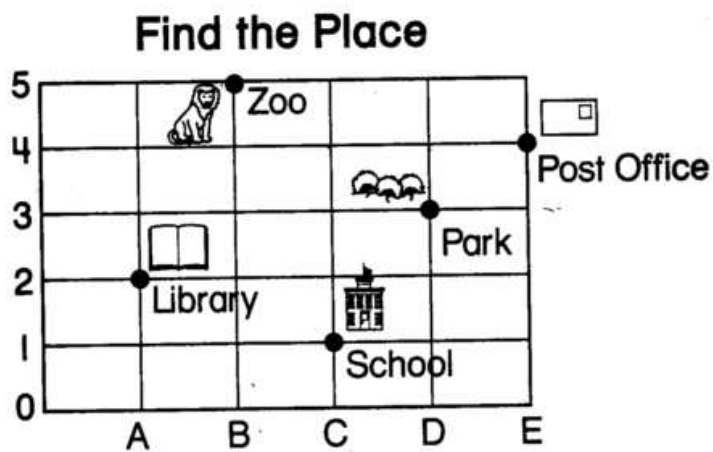 Find the Place
5
Zoo
4
Post Office
3
Park
2
Library
1
School
0
A B C D E